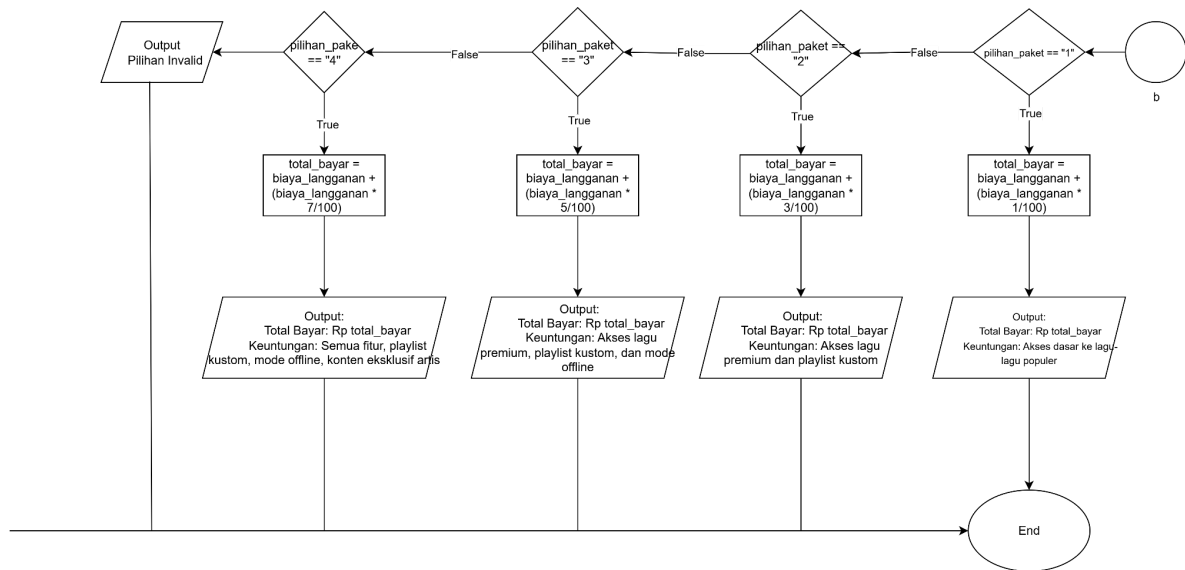 Output
Pilihan Invalid
pilihan_pake
== "4"
False
pilihan_paket
== "3"
False
pilihan_paket ==
"2"
False
pilihan_paket == "1"
b
True
True
True
True
total_bayar =
biaya_langganan +
(biaya_langganan *
7/100)
total_bayar =
biaya_langganan +
(biaya_langganan *
5/100)
total_bayar =
biaya_langganan +
(biaya_langganan *
3/100)
total_bayar =
biaya_langganan +
(biaya_langganan *
1/100)
Output:
Total Bayar: Rp total_bayar
Keuntungan: Semua fitur, playlist
kustom, mode offline, konten eksklusif artis
Output:
Total Bayar: Rp total_bayar
Keuntungan: Akses lagu
premium, playlist kustom, dan mode
offline
Output:
Total Bayar: Rp total_bayar
Keuntungan: Akses lagu
premium dan playlist kustom
Output:
Total Bayar: Rp total_bayar
Keuntungan: Akses dasar ke lagu-
lagu populer
End